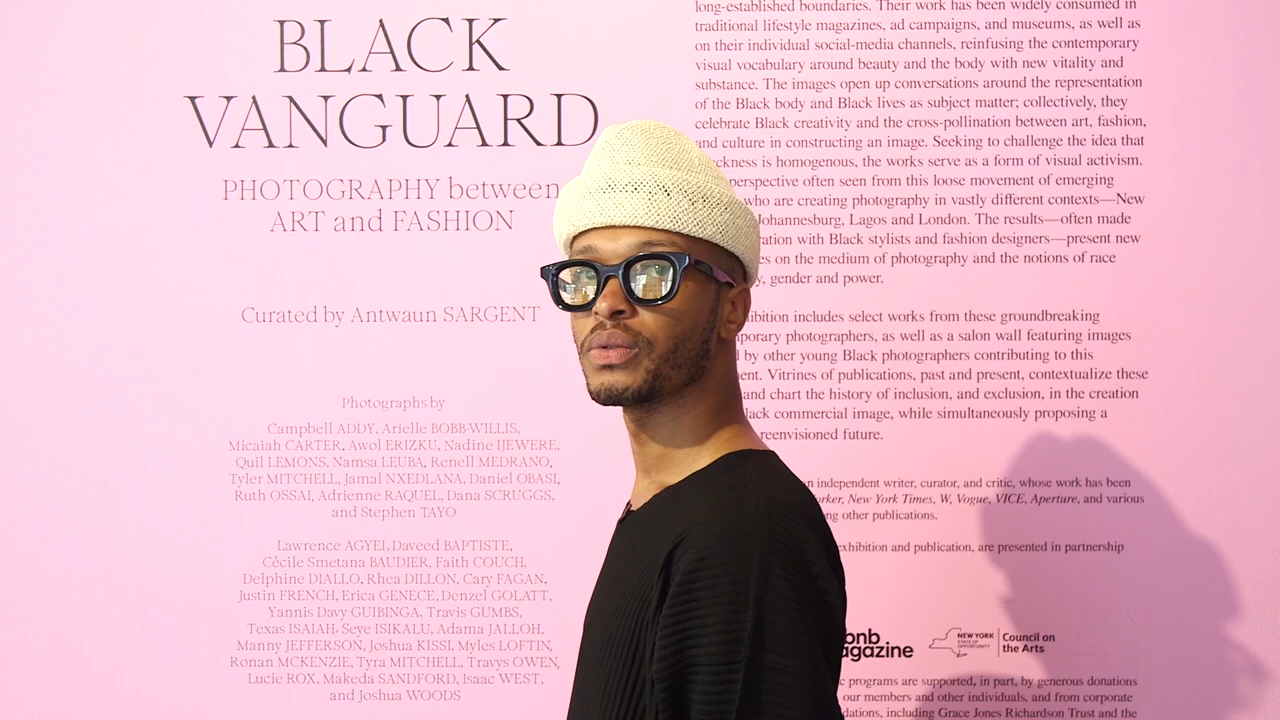 BLACK
VANGUARD
PHOTOGRAPHY between
ART and FASHION
Curated by Antwaun SARGENT
Photographs by
Campbell ADDY, Arielle BOBB-WILLIS,
Micaiah CARTER, Awol ERIZKU, Nadine IJEWERE,
Quil LEMONS, Namsa LEUBA, Renell MEDRANO,
Tyler MITCHELL, Jamal NXEDLANA, Daniel OBASI,
Ruth OSSAI, Adrienne RAQUEL, Dana SCRUGGS,
and Stephen TAYO
Lawrence AGYEI, Daveed BAPTISTE,
Cécile Smetana BAUDIER, Faith COUCH,
Delphine DIALLO, Rhea DILLON, Cary FAGAN,
Justin FRENCH, Erica GENECE, Denzel GOLATT,
Yannis Davy GUIBINGA, Travis GUMBS,
Texas ISAIAH, Seye ISIKALU, Adama JALLOH,
Manny JEFFERSON, Joshua KISSI, Myles LOFTIN,
Ronan MCKENZIE, Tyra MITCHELL, Travys OWEN,
Lucie ROX, Makeda SANDFORD, Isaac WEST,
and Joshua WOODS
long-established boundaries. Their work has been widely consumed in
traditional lifestyle magazines, ad campaigns, and museums, as well as
on their individual social-media channels, reinfusing the contemporary
visual vocabulary around beauty and the body with new vitality and
substance. The images open up conversations around the representation
of the Black body and Black lives as subject matter; collectively, they
celebrate Black creativity and the cross-pollination between art, fashion,
and culture in constructing an image. Seeking to challenge the idea that
ckness is homogenous, the works serve as a form of visual activism.
perspective often seen from this loose movement of emerging
who are creating photography in vastly different contexts—New
Johannesburg, Lagos and London. The results—often made
ration with Black stylists and fashion designers—present new
es on the medium of photography and the notions of race
y, gender and power.
ibition includes select works from these groundbreaking
porary photographers, as well as a salon wall featuring images
d by other young Black photographers contributing to this
ent. Vitrines of publications, past and present, contextualize these
and chart the history of inclusion, and exclusion, in the creation
lack commercial image, while simultaneously proposing a
reenvisioned future.
n independent writer, curator, and critic, whose work has been
orker, New York Times, W, Vogue, VICE, Aperture, and various
ng other publications.
exhibition and publication, are presented in partnership
bnb
agazine
NEW YORK
STATE OF
OPPORTUNITY
Council on
the Arts
c programs are supported, in part, by generous donations
our members and other individuals, and from corporate
dations, including Grace Jones Richardson Trust and the